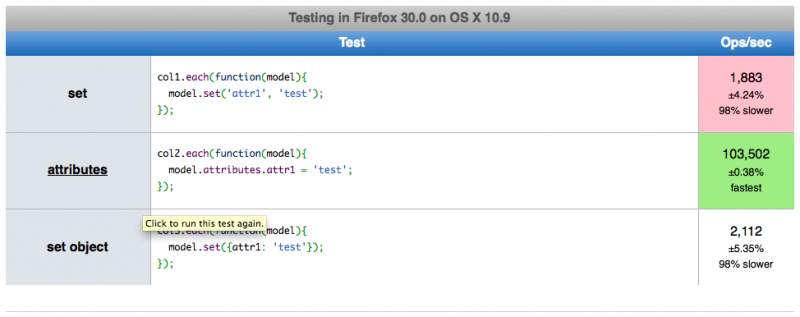 Testing in Firefox 30.0 on OS X 10.9
Test Ops/sec
set
col1.each(function(model){
model.set('attr1', 'test');
});
1,883
±4.24%
98% slower
attributes
col2.each(function(model){
model.attributes.attr1 = 'test';
});
103,502
±0.38%
fastest
Click to run this test again.
set object
.each(function(model){
model.set({attr1: 'test'});
});
2,112
±5.35%
98% slower